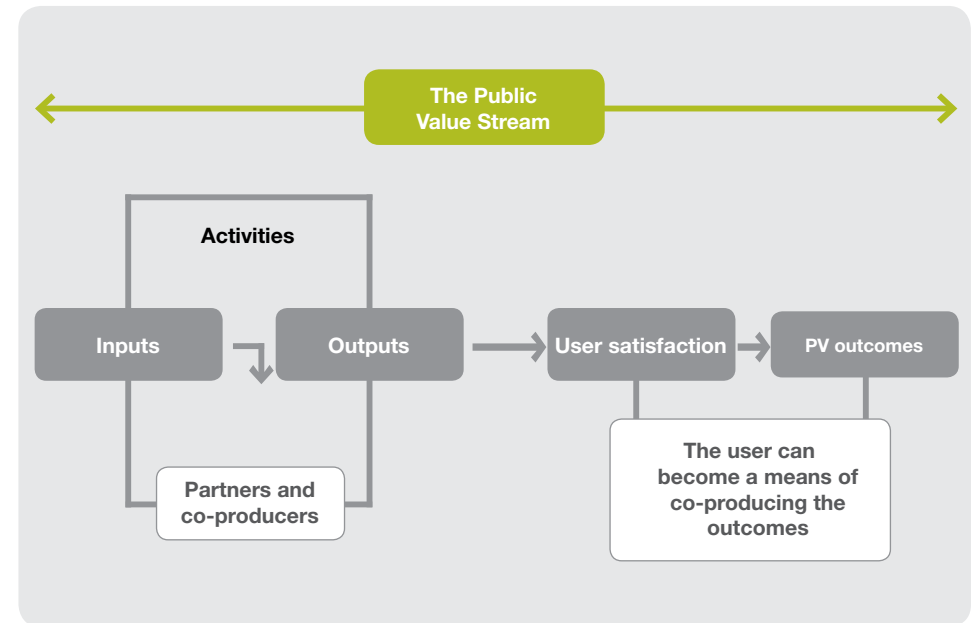 The Public
Value Stream
Activities
Inputs
Outputs
User satisfaction
PV outcomes
Partners and
co-producers
The user can
become a means of
co-producing the
outcomes